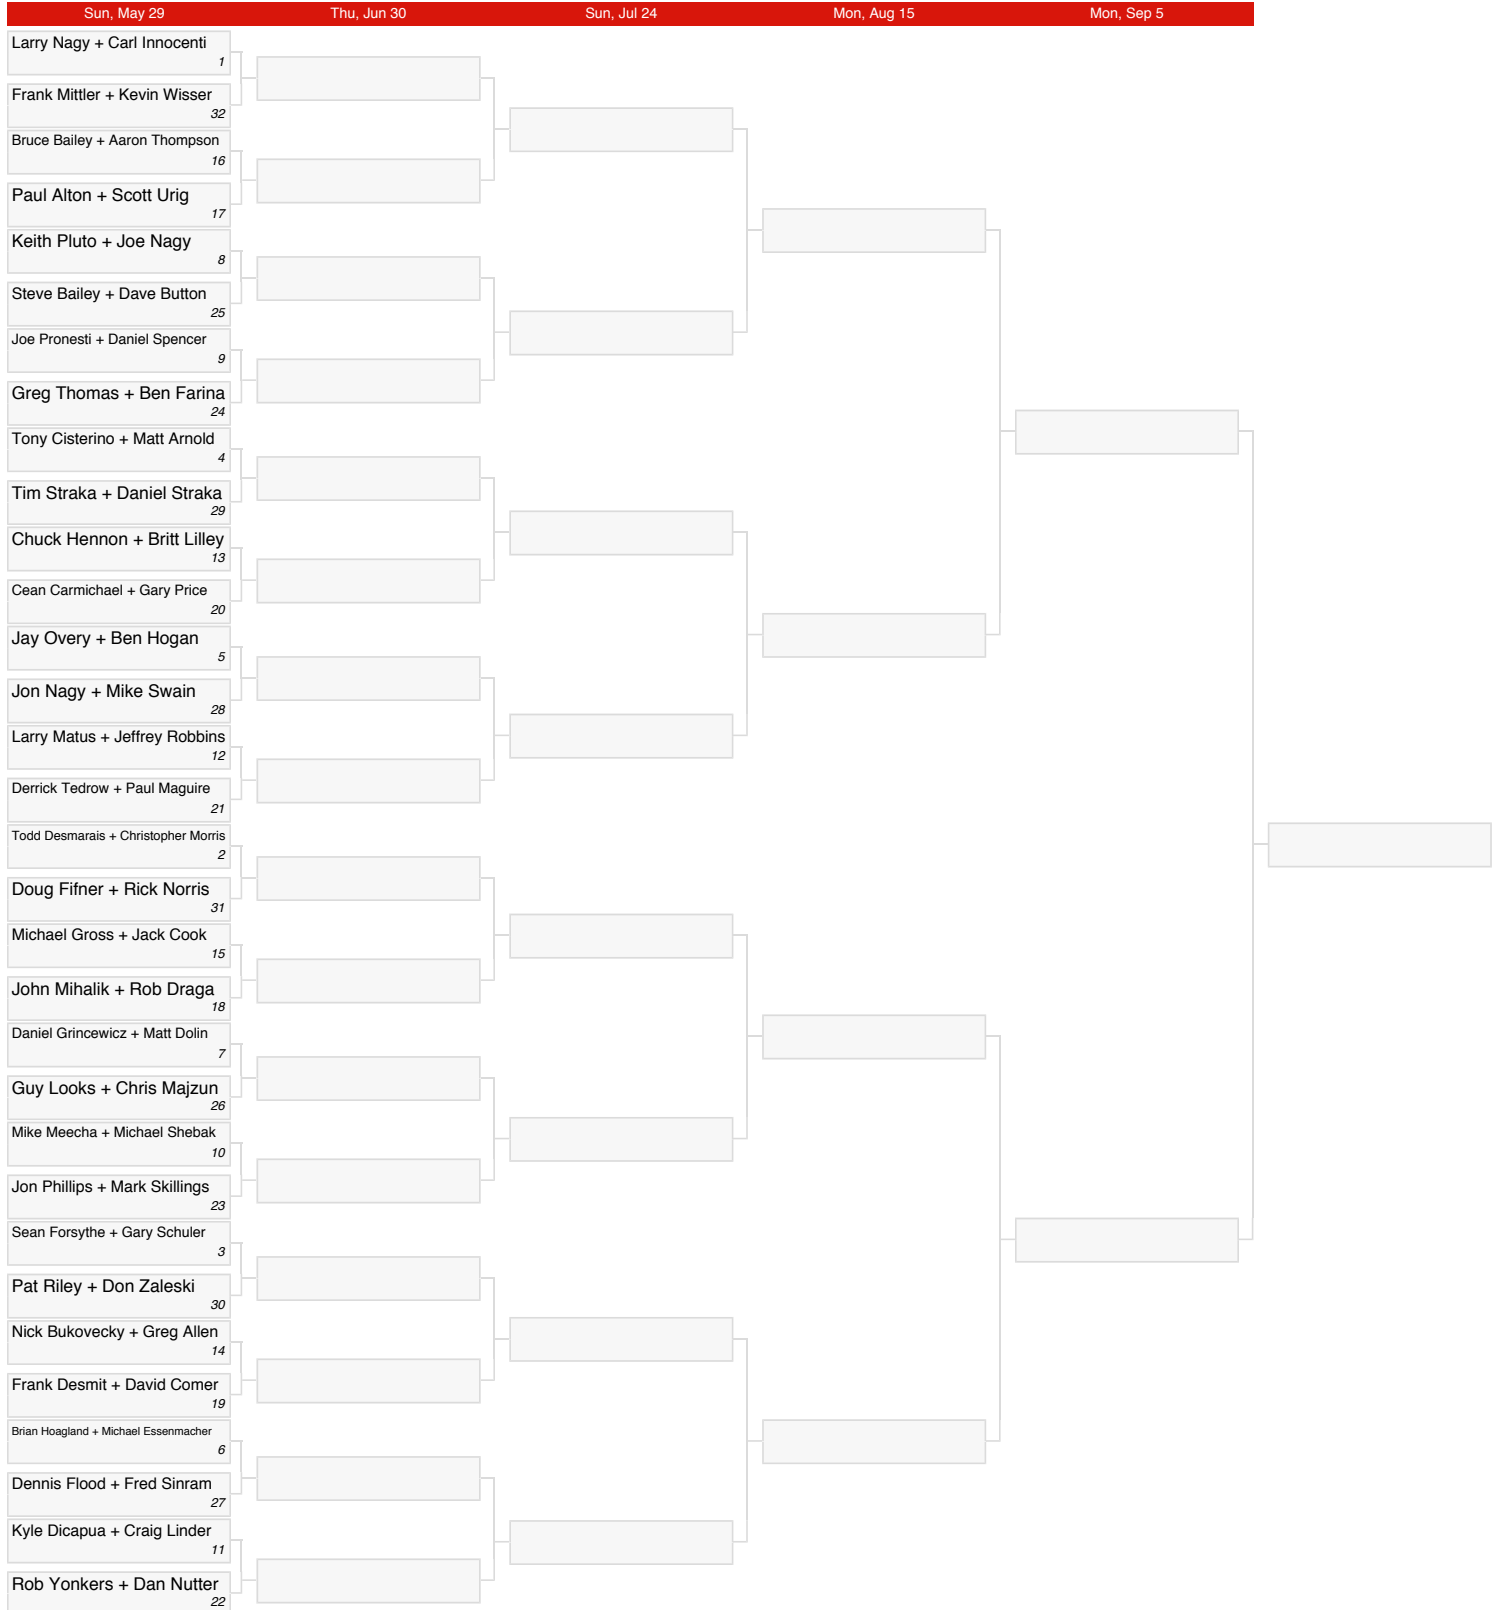 Sun, May 29
Thu, Jun 30
Sun, Jul 24
Mon, Aug 15
Mon, Sep 5
Larry Nagy + Carl Innocenti
1
Frank Mittler + Kevin Wisser
32
Bruce Bailey + Aaron Thompson
16
Paul Alton + Scott Urig
17
Keith Pluto + Joe Nagy
8
Steve Bailey + Dave Button
25
Joe Pronesti + Daniel Spencer
9
Greg Thomas + Ben Farina
24
Tony Cisterino + Matt Arnold
4
Tim Straka + Daniel Straka
29
Chuck Hennon + Britt Lilley
13
Cean Carmichael + Gary Price
20
Jay Overy + Ben Hogan
5
Jon Nagy + Mike Swain
28
Larry Matus + Jeffrey Robbins
12
Derrick Tedrow + Paul Maguire
21
Todd Desmarais + Christopher Morris
2
Doug Fifner + Rick Norris
31
Michael Gross + Jack Cook
15
John Mihalik + Rob Draga
18
Daniel Grincewicz + Matt Dolin
7
Guy Looks + Chris Majzun
26
Mike Meecha + Michael Shebak
10
Jon Phillips + Mark Skillings
23
Sean Forsythe + Gary Schuler
3
Pat Riley + Don Zaleski
30
Nick Bukovecky + Greg Allen
14
Frank Desmit + David Comer
19
Brian Hoagland + Michael Essenmacher
6
Dennis Flood + Fred Sinram
27
Kyle Dicapua + Craig Linder
11
Rob Yonkers + Dan Nutter
22